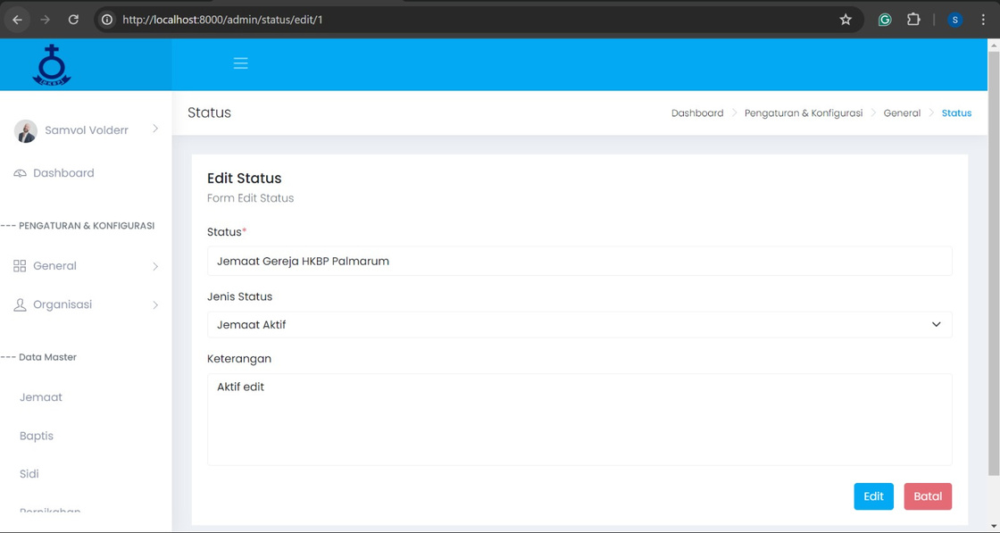 http://localhost:8000/admin/status/edit/1
G
S
HKBP
Status
Dashboard
Pengaturan & Konfigurasi
General
Status
Samvol Volderr
Dashboard
--- PENGATURAN & KONFIGURASI
General
Organisasi
--- Data Master
Jemaat
Baptis
Sidi
Pernikahan
Edit Status
Form Edit Status
Status*
Jemaat Gereja HKBP Palmarum
Jenis Status
Jemaat Aktif
Keterangan
Aktif edit
Edit
Batal